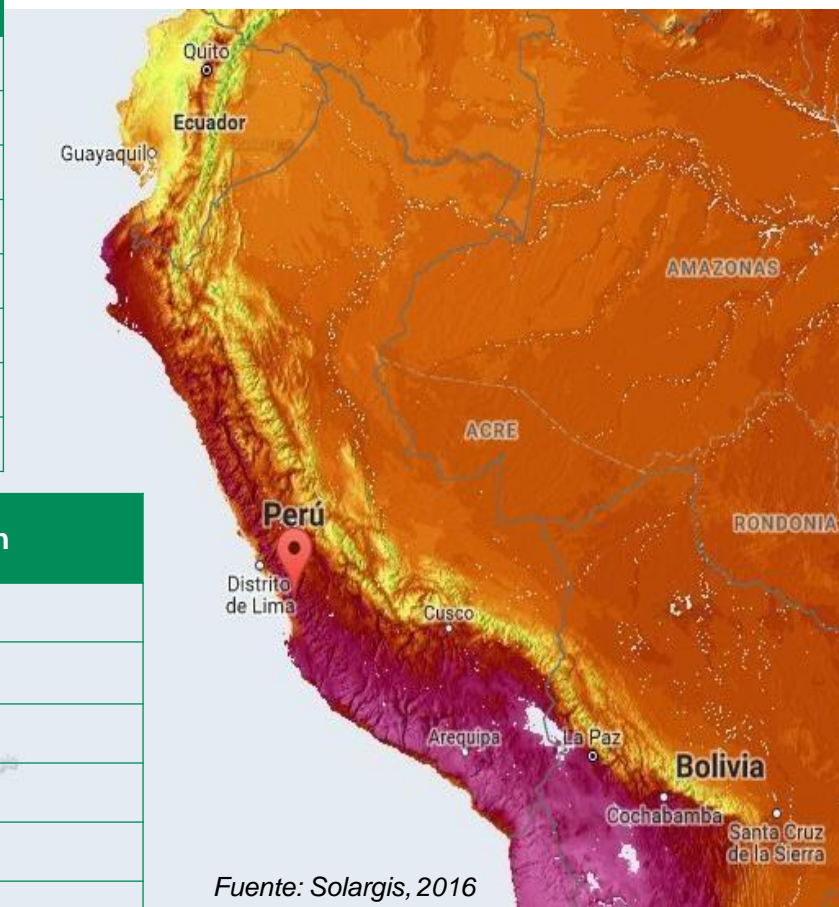 Quito
Ecuador
Guayaquil
AMAZONAS
ACRE
Perú
RONDONIA
n
Distrito
de Lima
Cusco
Arequipa
La Paz
Bolivia
Cochabamba
Santa Cruz
de la Sierra
Fuente: Solargis, 2016